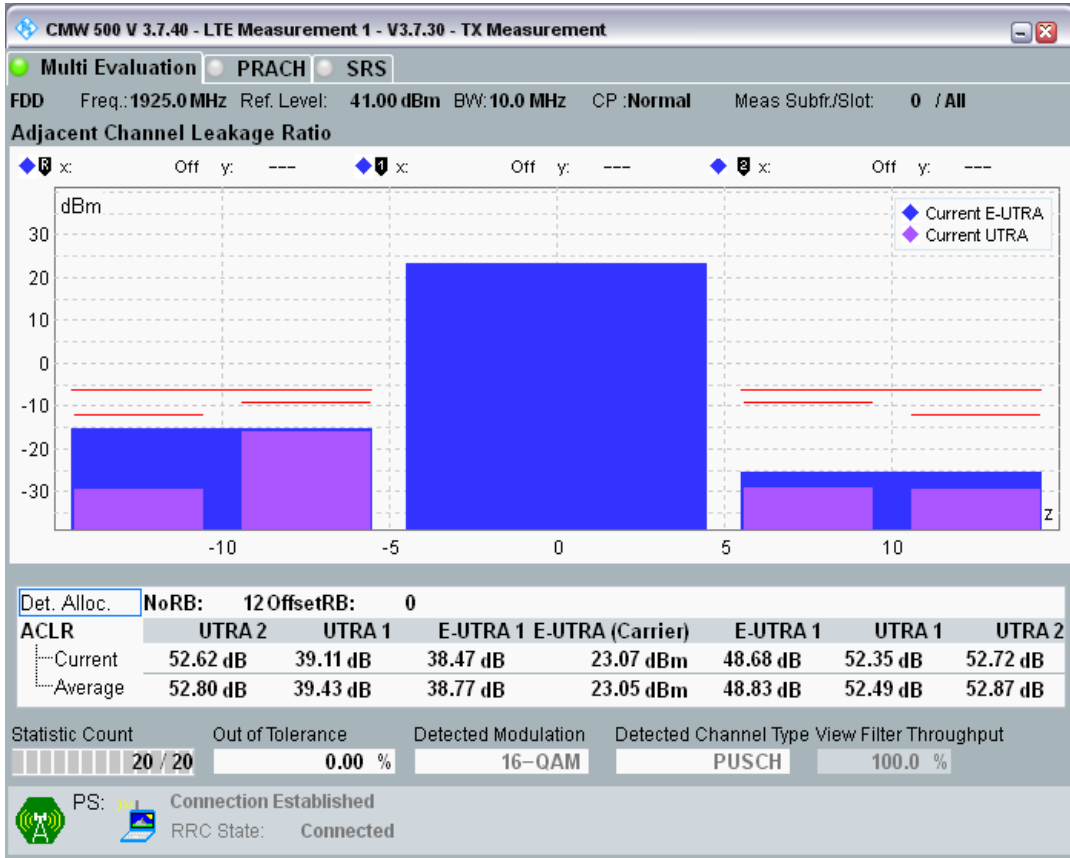 CMW 500 V 3.7.40 - LTE Measurement 1 - V3.7.30 - TX Measurement
Multi Evaluation PRACH SRS
FDD Freq.: 1925.0 MHz Ref. Level: 41.00 dBm BW: 10.0 MHz CP :Normal Meas Subfr./Slot: 0 / All
Adjacent Channel Leakage Ratio
R x: Off y: --- 1 x: Off y: --- 2 x: Off y: ---
dBm
Current E-UTRA
Current UTRA
30
20
10
0
-10
-20
-30
z
-10 -5 0 5 10
Det. Alloc. NoRB: 12 OffsetRB: 0
ACLR UTRA 2 UTRA 1 E-UTRA 1 E-UTRA (Carrier) E-UTRA 1 UTRA 1 UTRA 2
Current 52.62 dB 39.11 dB 38.47 dB 23.07 dBm 48.68 dB 52.35 dB 52.72 dB
Average 52.80 dB 39.43 dB 38.77 dB 23.05 dBm 48.83 dB 52.49 dB 52.87 dB
Statistic Count Out of Tolerance Detected Modulation Detected Channel Type View Filter Throughput
20 / 20 0.00 % 16-QAM PUSCH 100.0 %
PS: Connection Established
RRC State: Connected